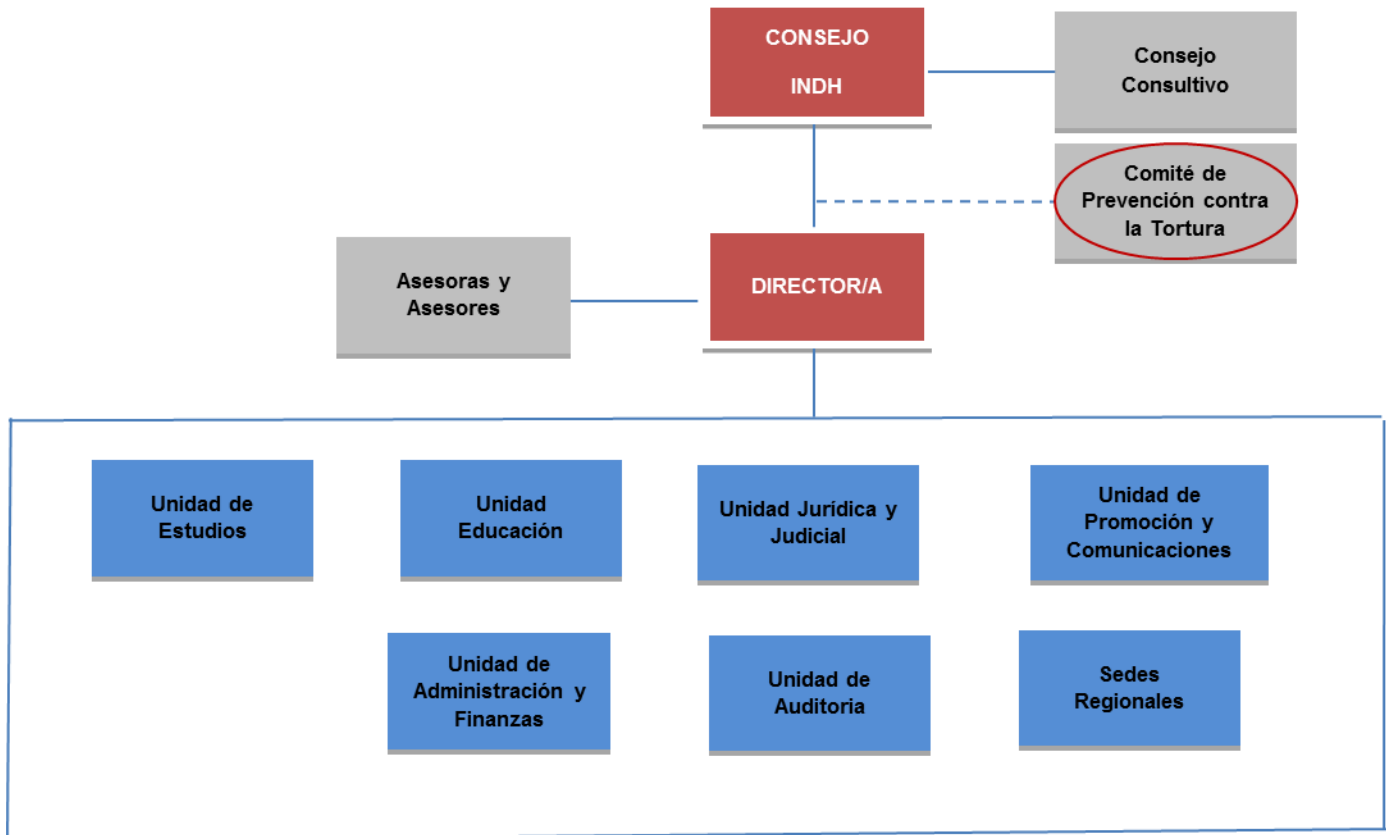 CONSEJO
INDH
Consejo
Consultivo
Comité de
Prevención contra
la Tortura
Asesoras y
Asesores
DIRECTOR/A
Unidad de
Estudios
Unidad
Educación
Unidad Jurídica y
Judicial
Unidad de
Promoción y
Comunicaciones
Unidad de
Administración y
Finanzas
Unidad de
Auditoria
Sedes
Regionales